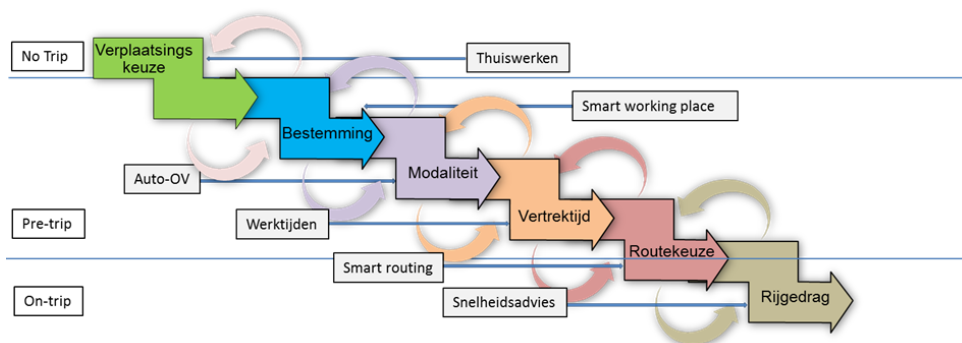 No Trip
Verplaatsings
keuze
Thuiswerken
Smart working place
Bestemming
Auto-OV
Modaliteit
Pre-trip
Werktijden
Vertrektijd
Smart routing
Routekeuze
On-trip
Snelheidsadvies
Rijgedrag